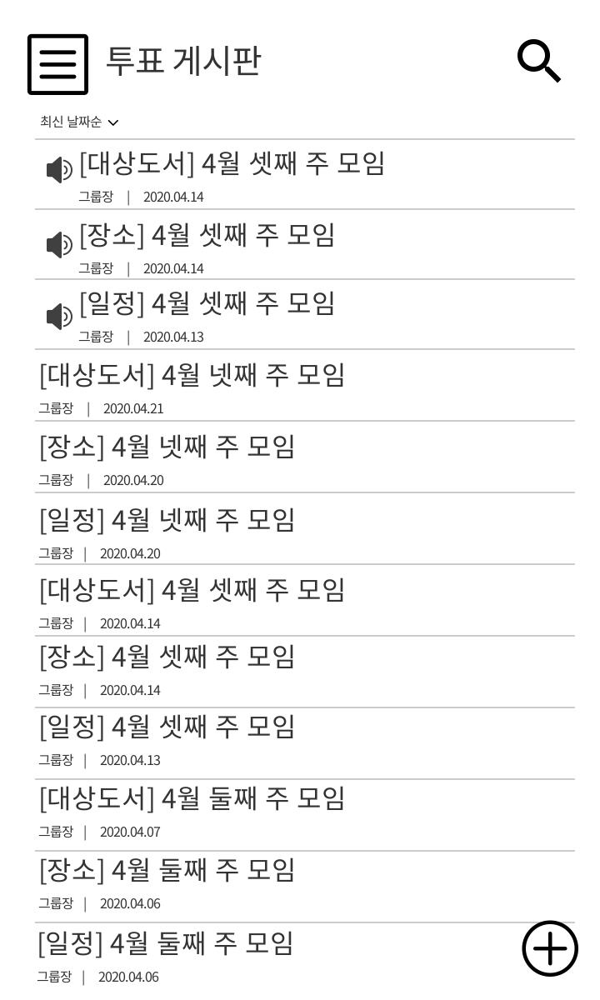 투표 게시판
최신 날짜순
[대상도서] 4월 셋째 주 모임
그룹장 | 2020.04.14
[장소] 4월 셋째 주 모임
그룹장 | 2020.04.14
[일정] 4월 셋째 주 모임
그룹장 | 2020.04.13
[대상도서] 4월 넷째 주 모임
그룹장 | 2020.04.21
[장소] 4월 넷째 주 모임
그룹장 | 2020.04.20
[일정] 4월 넷째 주 모임
그룹장 | 2020.04.20
[대상도서] 4월 셋째 주 모임
그룹장 | 2020.04.14
[장소] 4월 셋째 주 모임
그룹장 | 2020.04.14
[일정] 4월 셋째 주 모임
그룹장 | 2020.04.13
[대상도서] 4월 둘째 주 모임
그룹장 | 2020.04.07
[장소] 4월 둘째 주 모임
그룹장 | 2020.04.06
[일정] 4월 둘째 주 모임
그룹장 | 2020.04.06